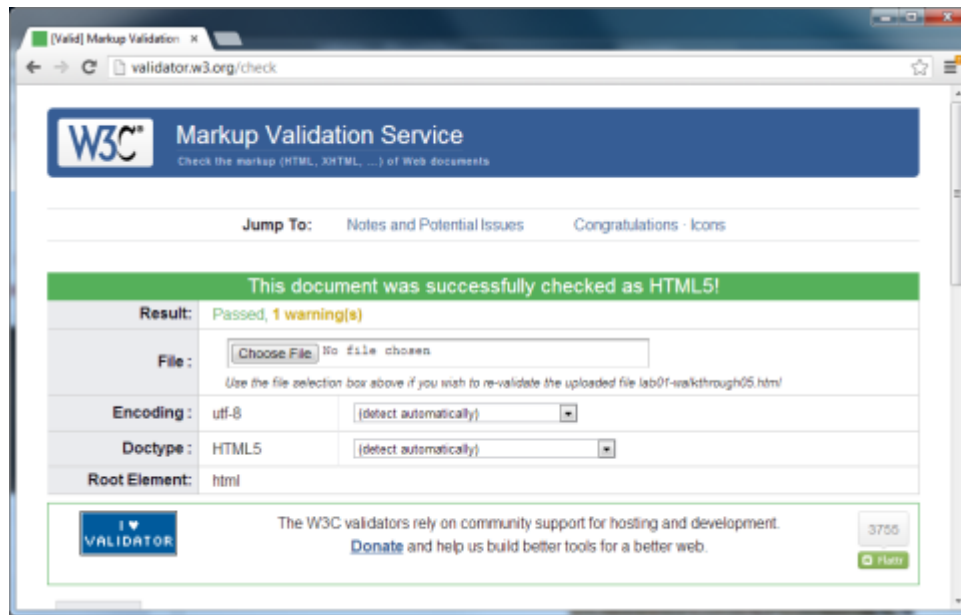 [Valid] Markup Validation
validator.w3.org/check
W3C® Markup Validation Service
Check the markup (HTML, XHTML, ...) of Web documents
Jump To: Notes and Potential Issues Congratulations · Icons
This document was successfully checked as HTML5!
Result: Passed, 1 warning(s)
File : Choose File No file chosen
Use the file selection box above if you wish to re-validate the uploaded file lab01-walkthrough05.html
Encoding : utf-8 (detect automatically)
Doctype : HTML5 (detect automatically)
Root Element: html
I ♥ VALIDATOR
The W3C validators rely on community support for hosting and development.
Donate and help us build better tools for a better web.
3755
Flattr